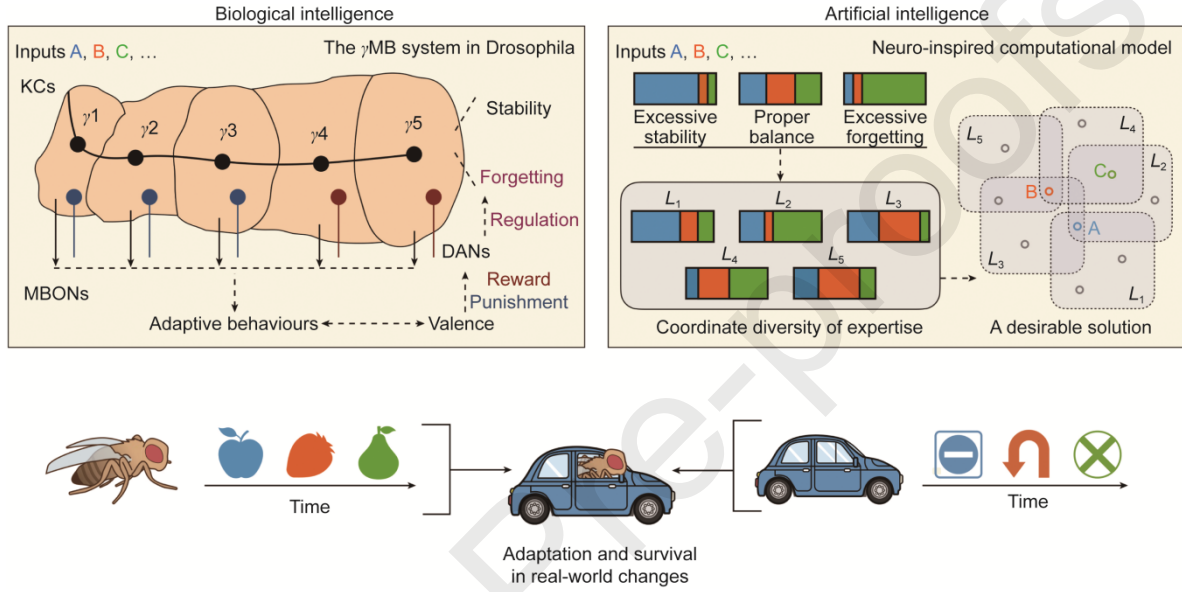 Biological intelligence
Inputs A, B, C, …
The γMB system in Drosophila
KCs
γ1
γ2
γ3
γ4
γ5
Stability
Forgetting
Regulation
DANs
Reward
Punishment
MBONs
Adaptive behaviours
Valence
Artificial intelligence
Inputs A, B, C, …
Neuro-inspired computational model
Excessive
stability
Proper
balance
Excessive
forgetting
L1
L2
L3
L4
L5
Coordinate diversity of expertise
L5
L4
L2
C
B
A
L3
L1
A desirable solution
Time
Time
Adaptation and survival
in real-world changes
Pre-proofs